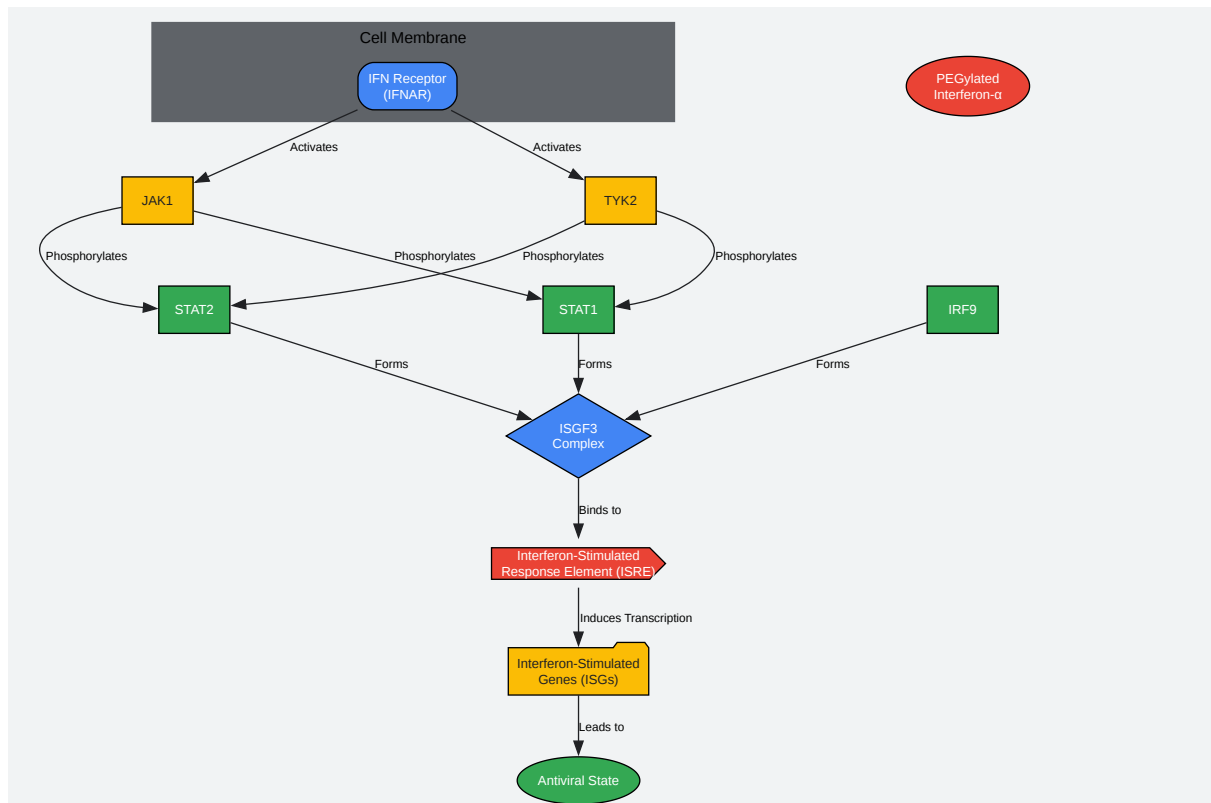 Cell Membrane
IFN Receptor
(IFNAR)
PEGylated
Interferon-α
Activates
Activates
JAK1
TYK2
Phosphorylates
Phosphorylates
Phosphorylates
Phosphorylates
STAT2
STAT1
IRF9
Forms
Forms
Forms
ISGF3
Complex
Binds to
Interferon-Stimulated
Response Element (ISRE)
Induces Transcription
Interferon-Stimulated
Genes (ISGs)
Leads to
Antiviral State